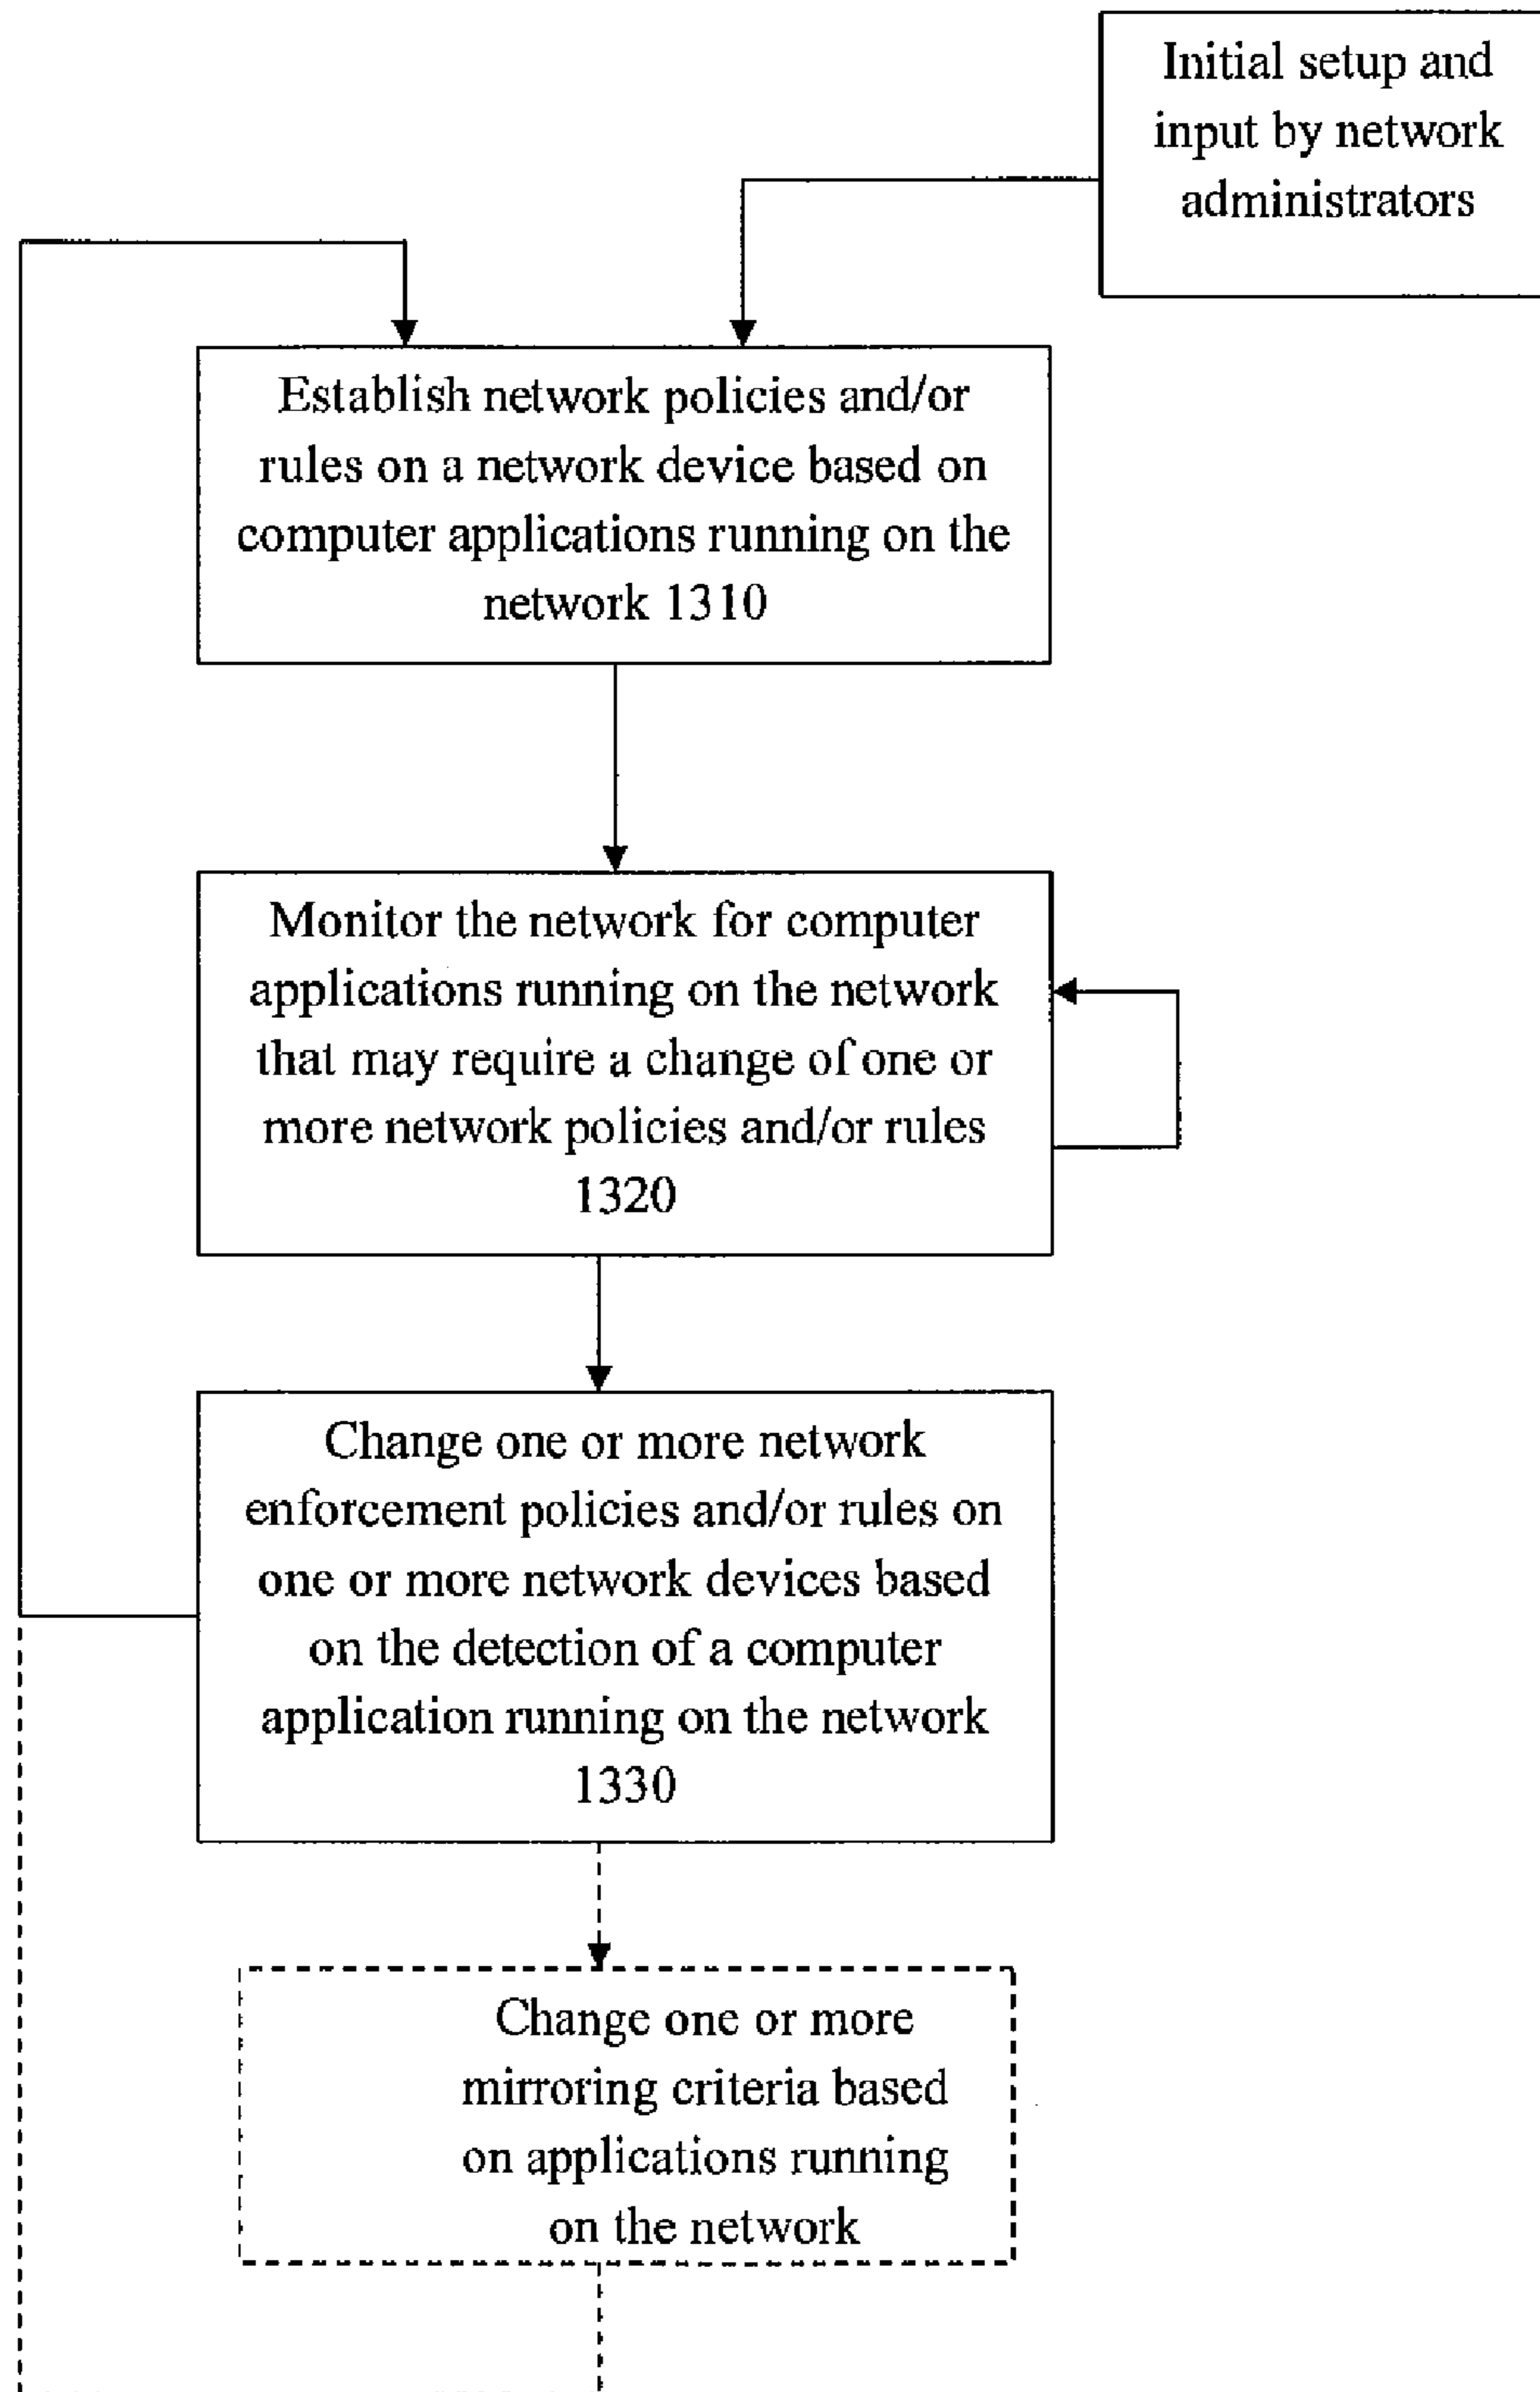 Initial setup and
input by network
administrators
Establish network policies and/or
rules on a network device based on
computer applications running on the
network 1310
Monitor the network for computer
applications running on the network
that may require a change of one or
more network policies and/or rules
1320
Change one or more network
enforcement policies and/or rules on
one or more network devices based
on the detection of a computer
application running on the network
1330
Change one or more
mirroring criteria based
on applications running
on the network